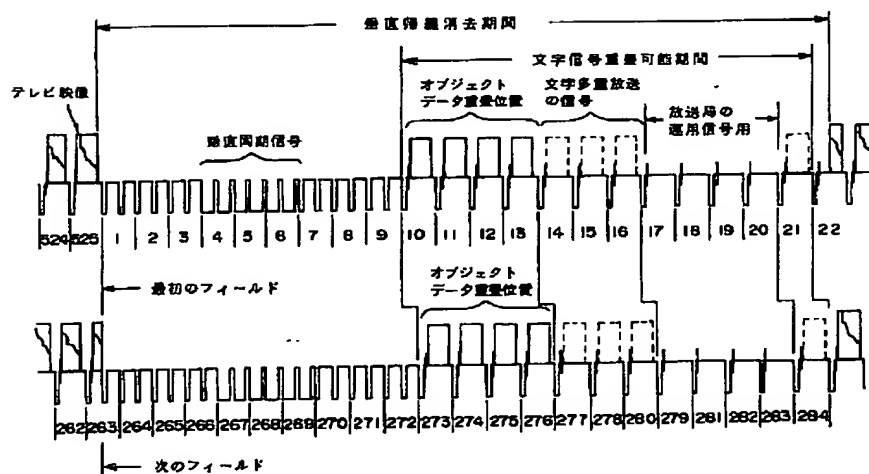 垂直帰線消去期間
文字信号重畳可能期間
オブジェクト
データ重畳位置
文字多重放送
の信号
放送局の
運用信号用
テレビ映像
垂直同期信号
524 525 1 2 3 4 5 6 7 8 9 10 11 12 13 14 15 16 17 18 19 20 21 22
最初のフィールド
オブジェクト
データ重畳位置
262 263 264 265 266 267 268 269 270 271 272 273 274 275 276 277 278 280 279 281 282 283 284
次のフィールド